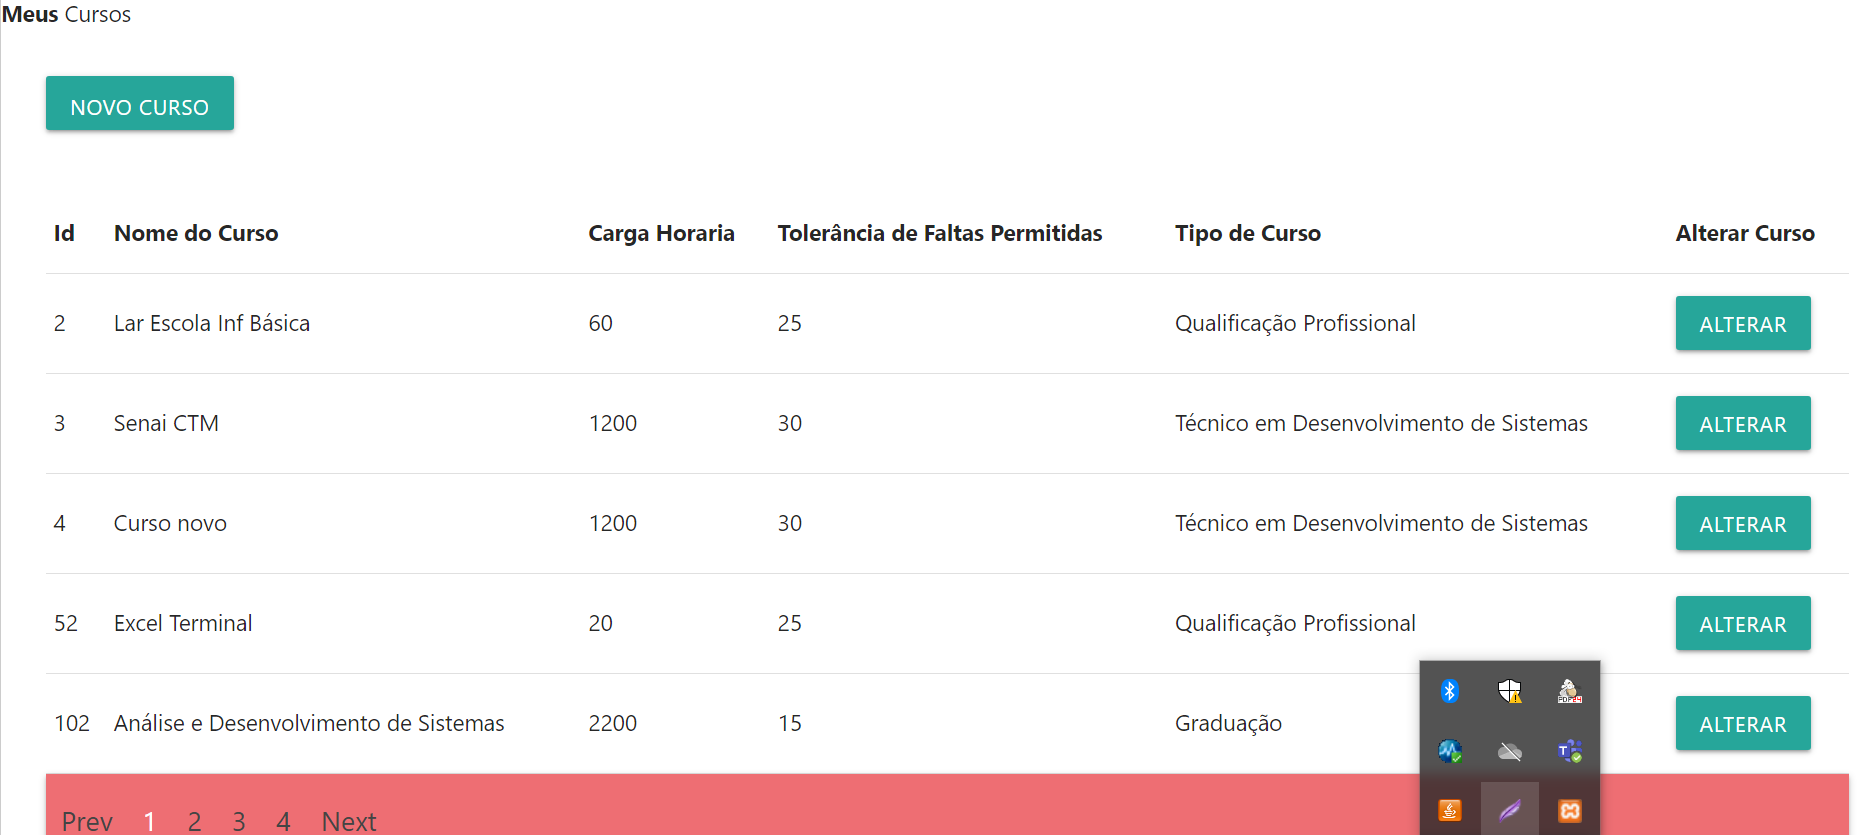 Meus Cursos
NOVO CURSO
Id Nome do Curso Carga Horaria Tolerância de Faltas Permitidas Tipo de Curso Alterar Curso
2 Lar Escola Inf Básica 60 25 Qualificação Profissional ALTERAR
3 Senai CTM 1200 30 Técnico em Desenvolvimento de Sistemas ALTERAR
4 Curso novo 1200 30 Técnico em Desenvolvimento de Sistemas ALTERAR
52 Excel Terminal 20 25 Qualificação Profissional ALTERAR
102 Análise e Desenvolvimento de Sistemas 2200 15 Graduação ALTERAR
Prev 1 2 3 4 Next